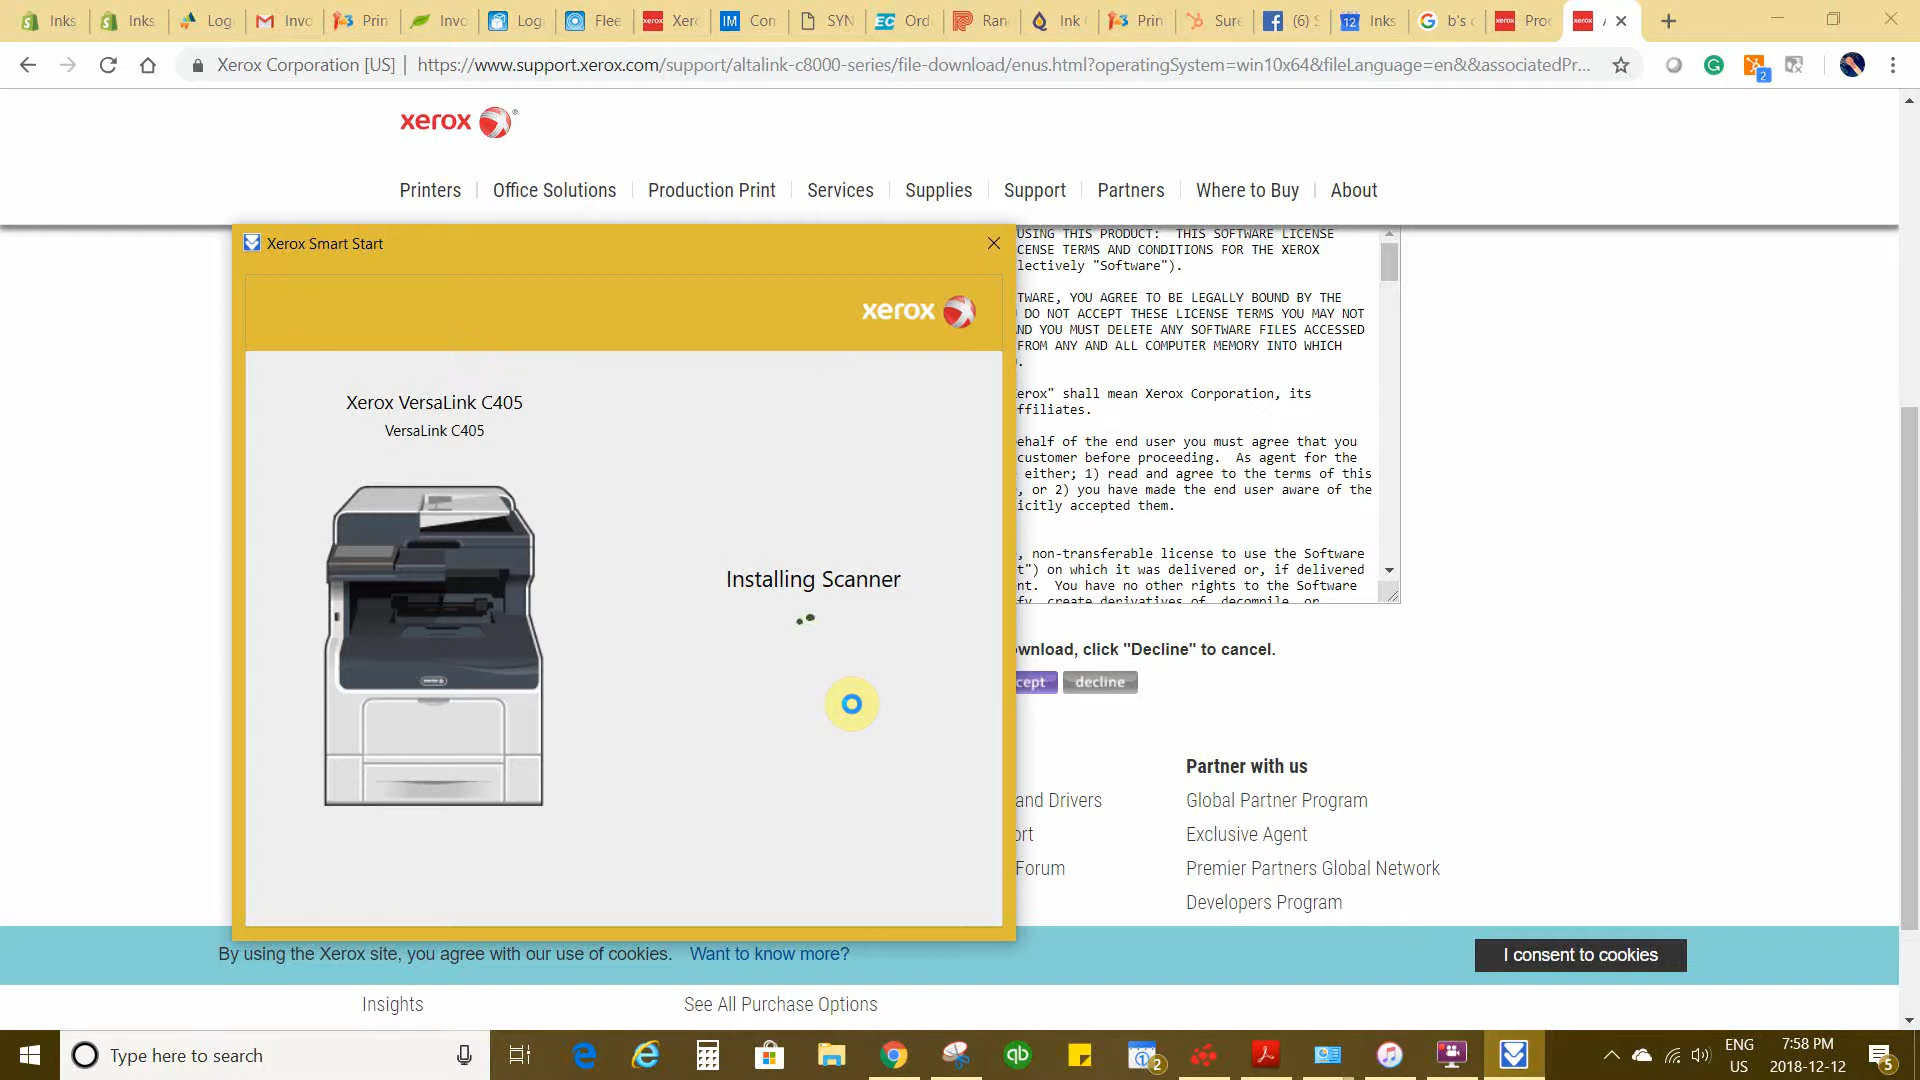 Inks
Inks
Log
Invo
Prin
Invo
Log
Flee
Xero
Con
SYN
Ord
Ran
Ink
Prin
Sure
(6) S
Inks
b's
Pro
Xerox Corporation [US] | https://www.support.xerox.com/support/altalink-c8000-series/file-download/enus.html?operatingSystem=win10x64&fileLanguage=en&&associatedPr...
2
xerox
Printers
Office Solutions
Production Print
Services
Supplies
Support
Partners
Where to Buy
About
Xerox Smart Start
xerox
Xerox VersaLink C405
VersaLink C405
Installing Scanner
USING THIS PRODUCT: THIS SOFTWARE LICENSE
CENSE TERMS AND CONDITIONS FOR THE XEROX
lectively "Software").
TWARE, YOU AGREE TO BE LEGALLY BOUND BY THE
DO NOT ACCEPT THESE LICENSE TERMS YOU MAY NOT
ND YOU MUST DELETE ANY SOFTWARE FILES ACCESSED
FROM ANY AND ALL COMPUTER MEMORY INTO WHICH
.
erox" shall mean Xerox Corporation, its
ffiliates.
ehalf of the end user you must agree that you
customer before proceeding. As agent for the
either; 1) read and agree to the terms of this
, or 2) you have made the end user aware of the
icitly accepted them.
, non-transferable license to use the Software
t") on which it was delivered or, if delivered
nt. You have no other rights to the Software
fy, create derivatives of, decompile, or
wnload, click "Decline" to cancel.
cept
decline
and Drivers
ort
Forum
Partner with us
Global Partner Program
Exclusive Agent
Premier Partners Global Network
Developers Program
By using the Xerox site, you agree with our use of cookies. Want to know more?
I consent to cookies
Insights
See All Purchase Options
Type here to search
2
ENG
US
7:58 PM
2018-12-12
5